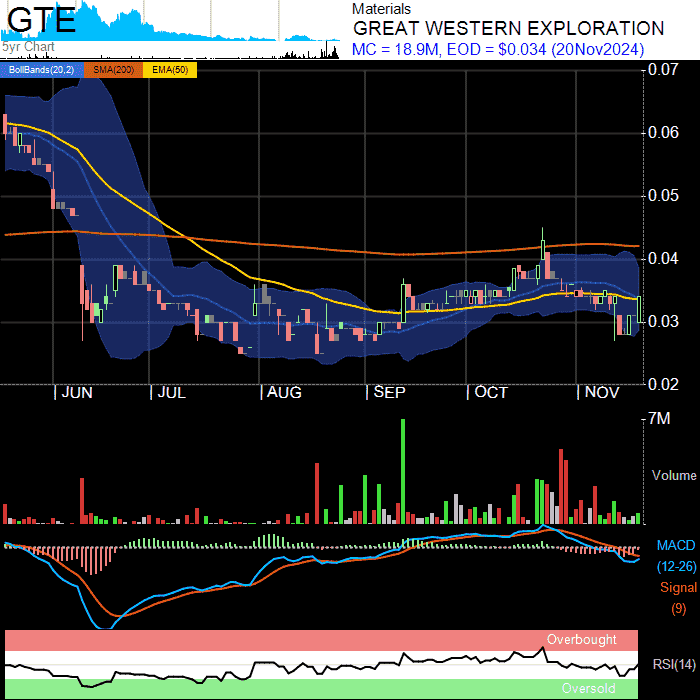 GTE
5yr Chart
Materials
GREAT WESTERN EXPLORATION
MC = 18.9M, EOD = $0.034 (20Nov2024)
BollBands(20,2) SMA(200) EMA(50)
0.07
0.06
0.05
0.04
0.03
0.02
JUN JUL AUG SEP OCT NOV
7M
Volume
MACD
(12-26)
Signal
(9)
Overbought
RSI(14)
Oversold